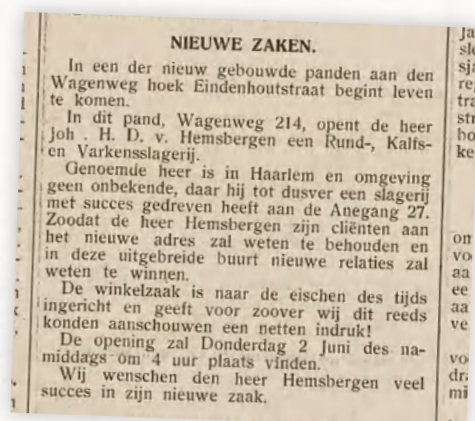 NIEUWE ZAKEN.
In een der nieuw gebouwde panden aan den
Wagenweg hoek Eindenhoutstraat begint leven
te komen.
In dit pand, Wagenweg 214, opent de heer
Joh . H. D. v. Hemsbergen een Rund-, Kalfs-
en Varkensslagerij.
Genoemde heer is in Haarlem en omgeving
geen onbekende, daar hij tot dusver een slagerij
met succes gedreven heeft aan de Anegang 27.
Zoodat de heer Hemsbergen zijn cliënten aan
het nieuwe adres zal weten te behouden en
in deze uitgebreide buurt nieuwe relaties zal
weten te winnen.
De winkelzaak is naar de eischen des tijds
ingericht en geeft voor zoover wij dit reeds
konden aanschouwen een netten indruk!
De opening zal Donderdag 2 Juni des na-
middags om 4 uur plaats vinden.
Wij wenschen den heer Hemsbergen veel
succes in zijn nieuwe zaak.